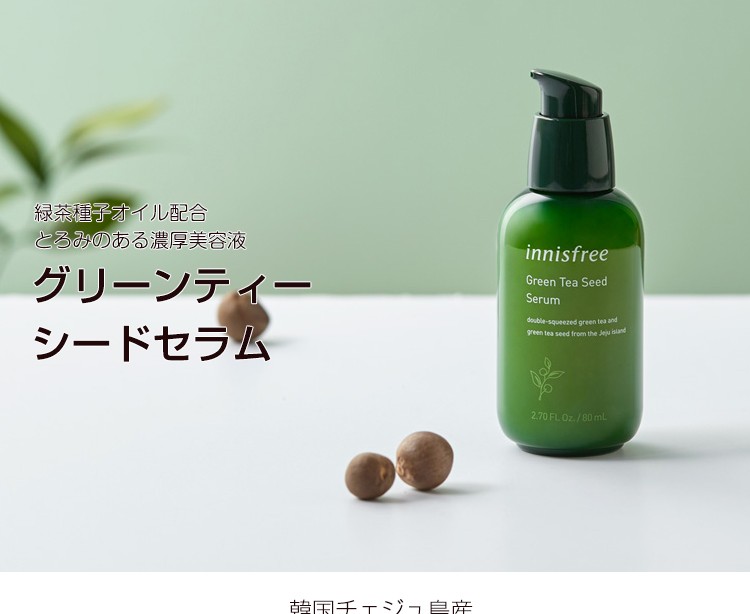 緑茶種子オイル配合
とろみのある濃厚美容液
グリーンティー
シードセラム
innisfree
Green Tea Seed
Serum
double-squeezed green tea and
green tea seed from the Jeju island
2.70 FL. Oz. / 80 mL
韓国チェジュ島産